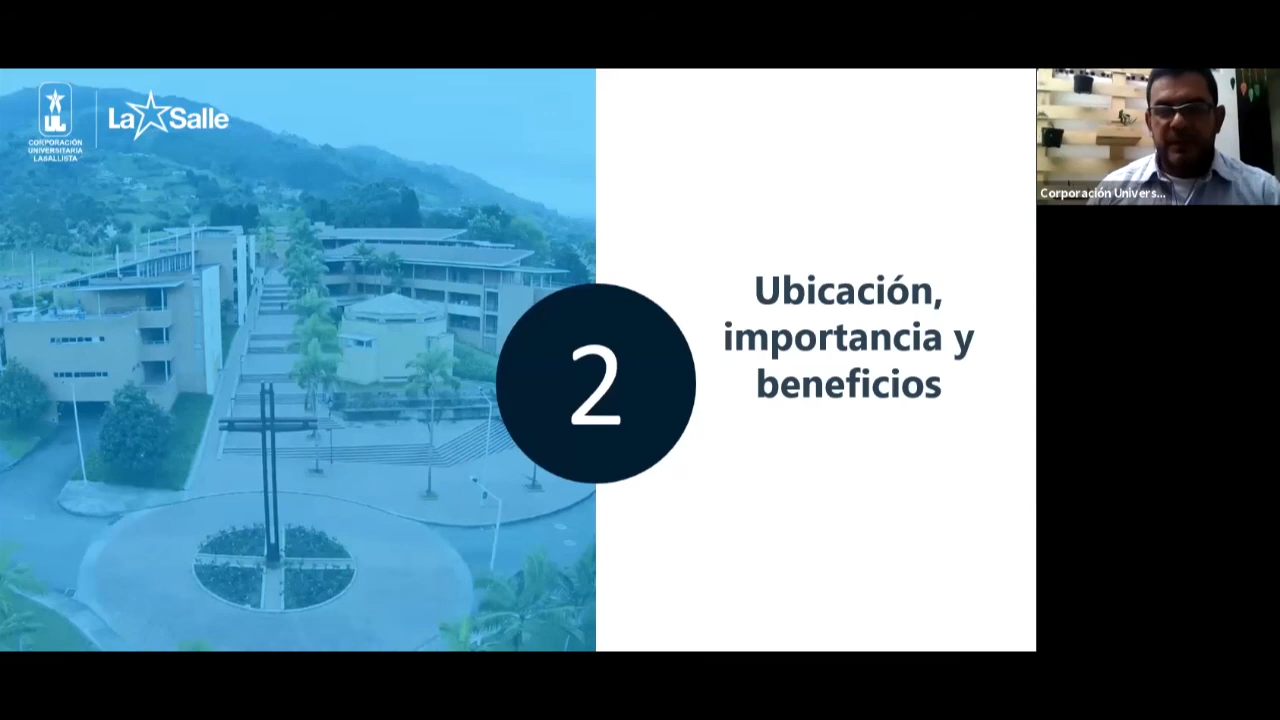 CORPORACIÓN
UNIVERSITARIA
LASALLISTA
La Salle
2
Ubicación,
importancia y
beneficios
Corporación Univers...